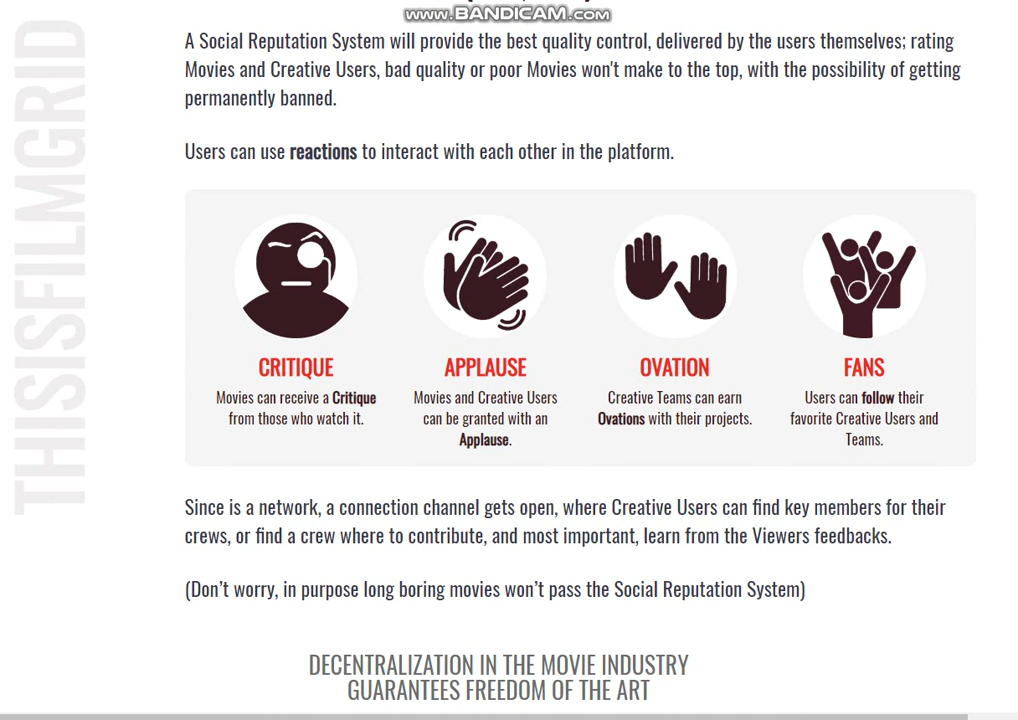 www.BANDICAM.com
A Social Reputation System will provide the best quality control, delivered by the users themselves; rating
Movies and Creative Users, bad quality or poor Movies won't make to the top, with the possibility of getting
permanently banned.
Users can use reactions to interact with each other in the platform.
THISISFILMGRID
CRITIQUE
Movies can receive a Critique
from those who watch it.
APPLAUSE
Movies and Creative Users
can be granted with an
Applause.
OVATION
Creative Teams can earn
Ovations with their projects.
FANS
Users can follow their
favorite Creative Users and
Teams.
Since is a network, a connection channel gets open, where Creative Users can find key members for their
crews, or find a crew where to contribute, and most important, learn from the Viewers feedbacks.
(Don't worry, in purpose long boring movies won't pass the Social Reputation System)
DECENTRALIZATION IN THE MOVIE INDUSTRY
GUARANTEES FREEDOM OF THE ART